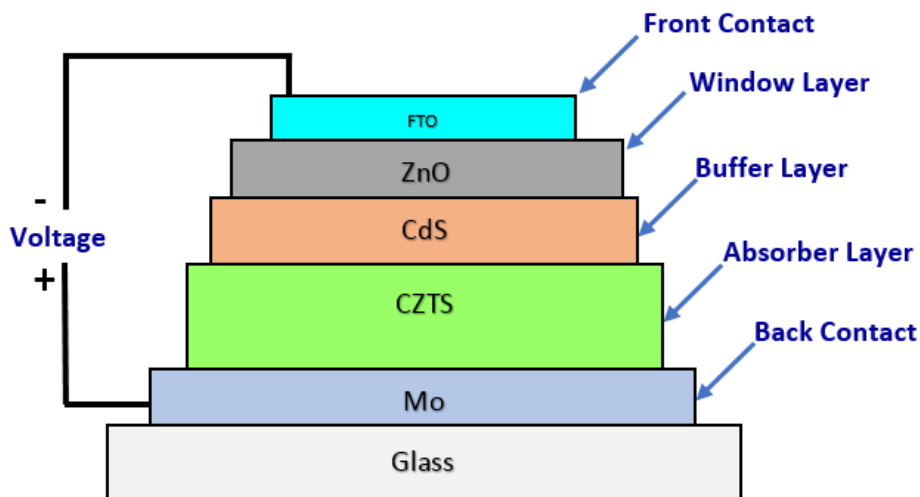 Front Contact
FTO
Window Layer
ZnO
Buffer Layer
CdS
-
Voltage
+
Absorber Layer
CZTS
Back Contact
Mo
Glass